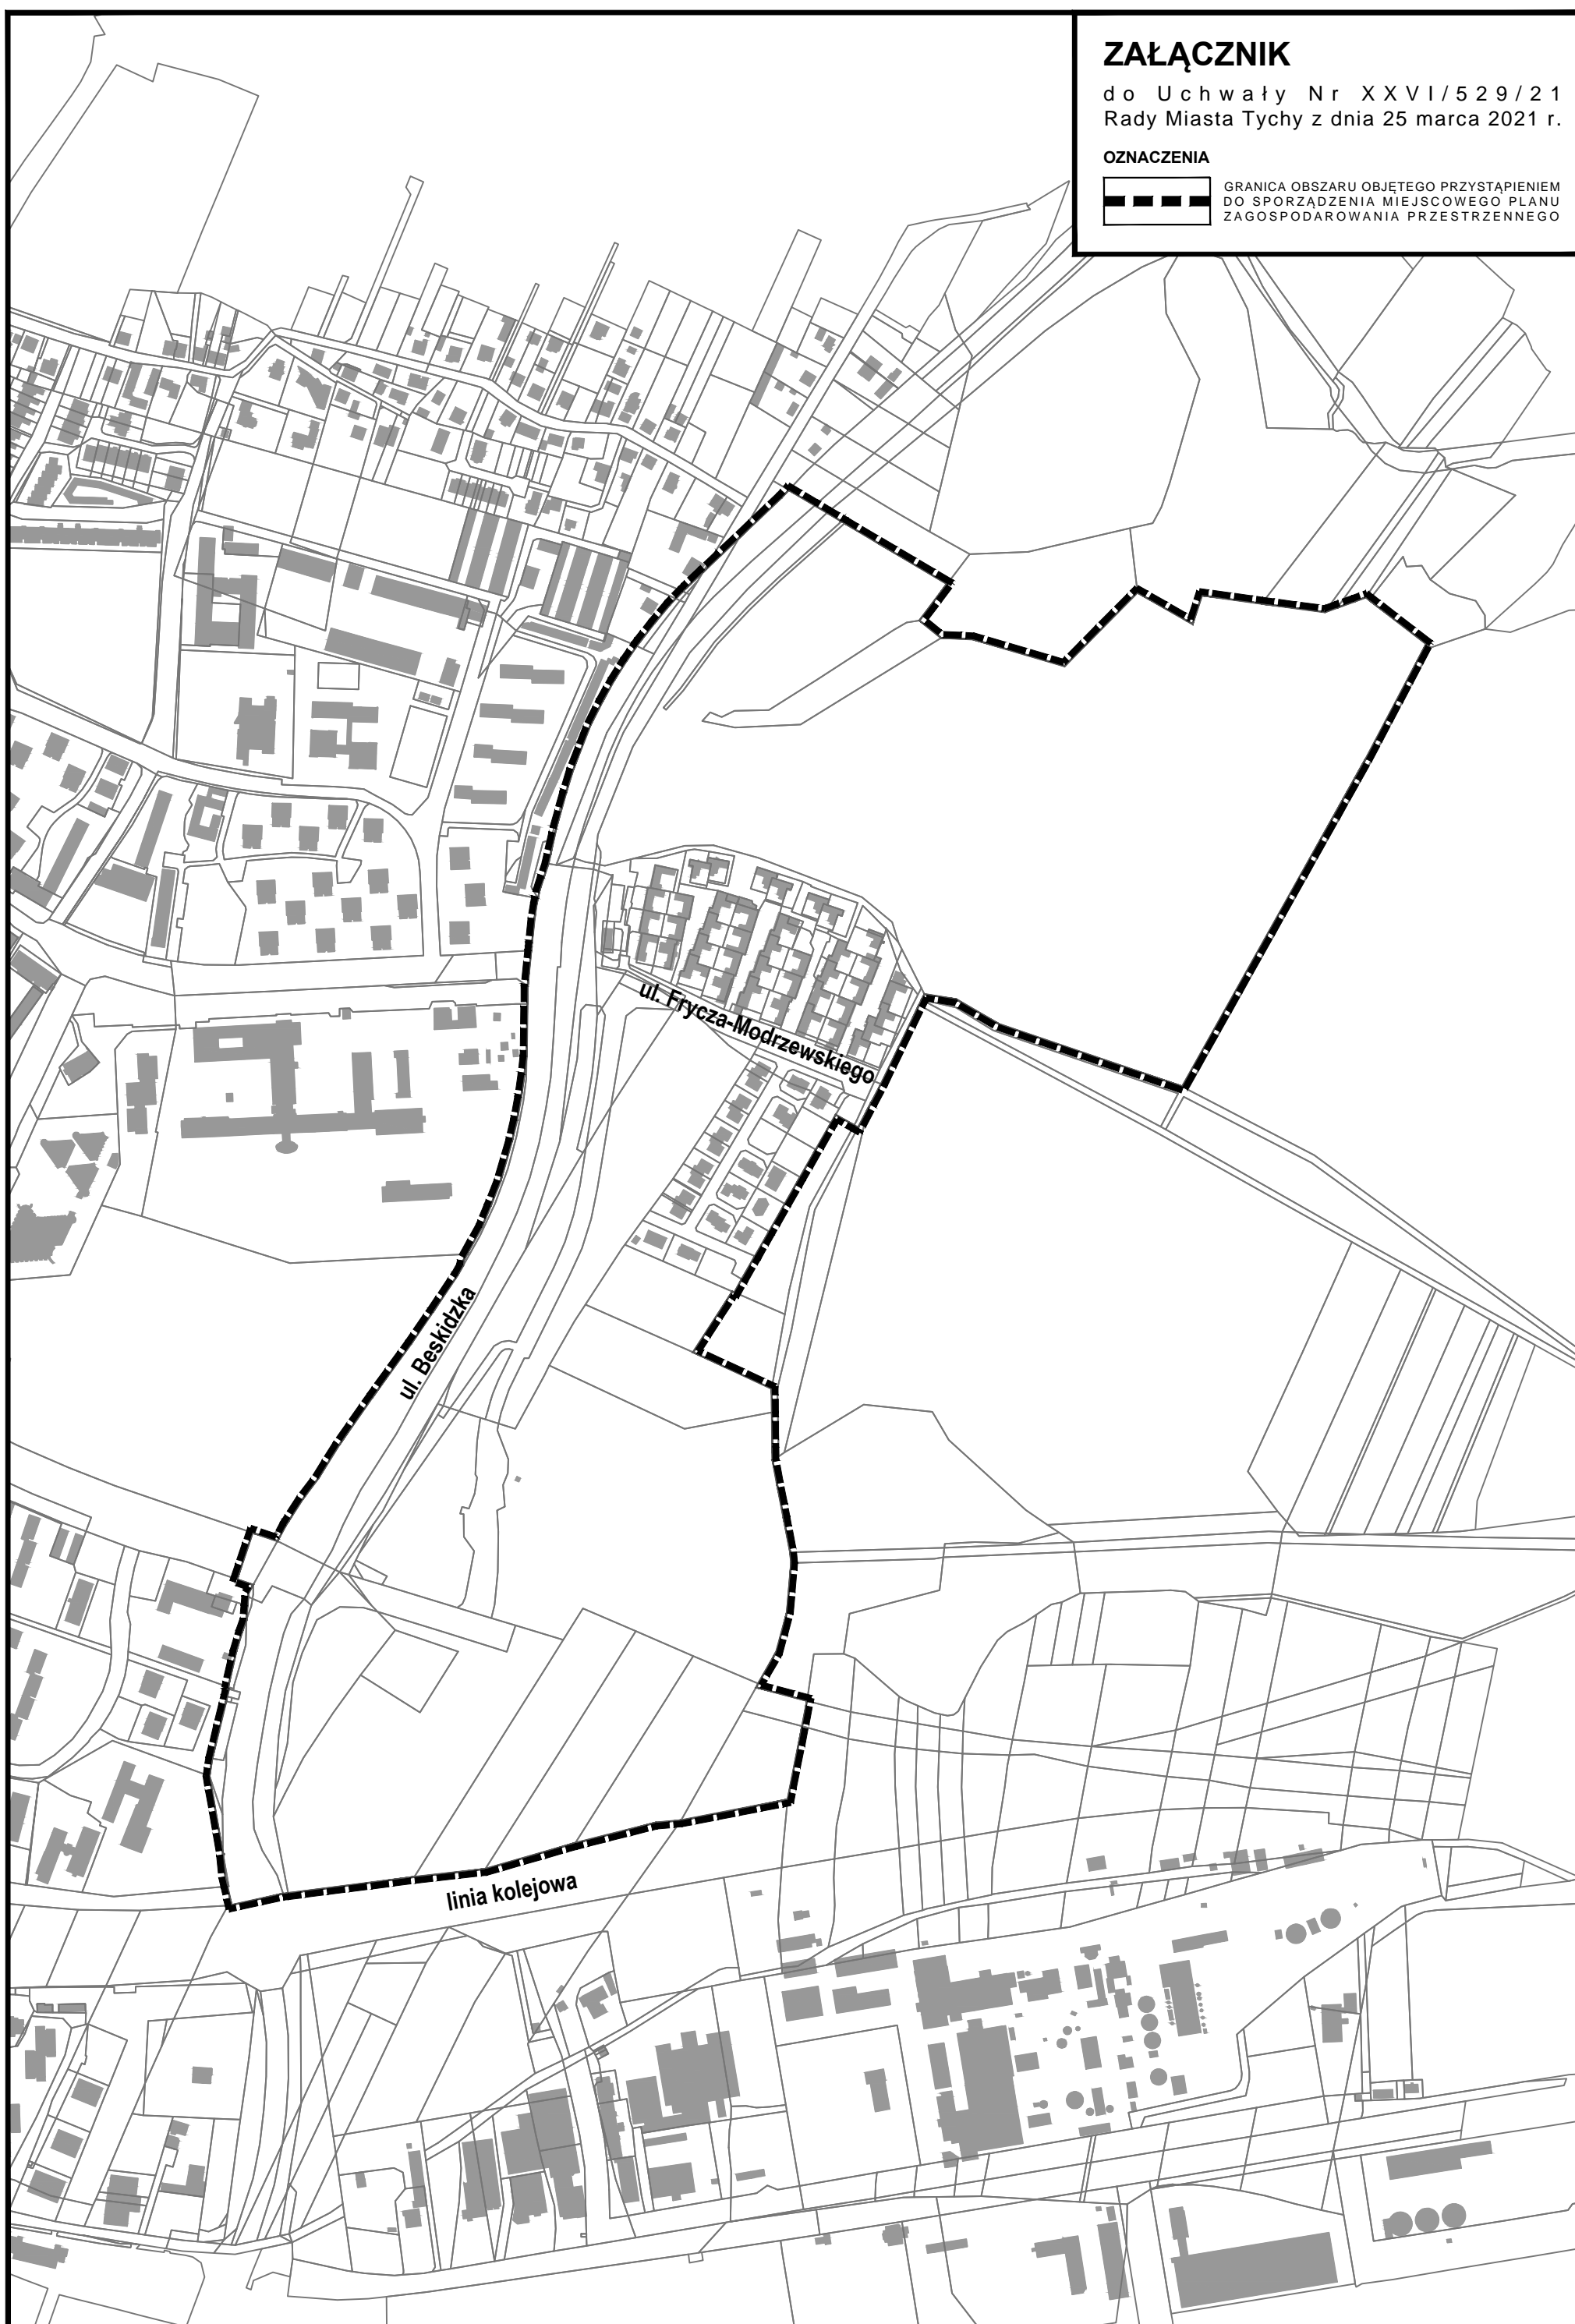 ZAŁĄCZNIK
do Uchwały Nr XXVI/529/21
Rady Miasta Tychy z dnia 25 marca 2021 r.
OZNACZENIA
GRANICA OBSZARU OBJĘTEGO PRZYSTĄPIENIEM
DO SPORZĄDZENIA MIEJSCOWEGO PLANU
ZAGOSPODAROWANIA PRZESTRZENNEGO
ul. Frycza-Modrzewskiego
ul. Beskidzka
linia kolejowa